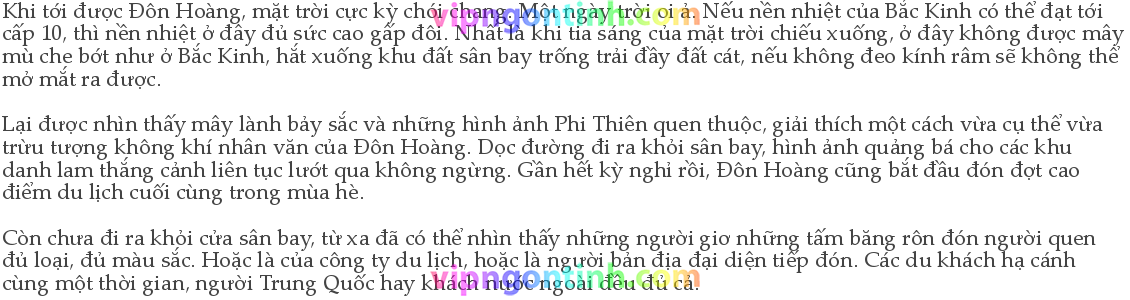 Khi tới được Đôn Hoàng, mặt trời cực kỳ chói chang. Một ngày trời oi ả. Nếu nền nhiệt của Bắc Kinh có thể đạt tới
cấp 10, thì nền nhiệt ở đây đủ sức cao gấp đôi. Nhất là khi tia sáng của mặt trời chiếu xuống, ở đây không được mây
mù che bớt như ở Bắc Kinh, hắt xuống khu đất sân bay trống trải đầy đất cát, nếu không đeo kính râm sẽ không thể
mở mắt ra được.
Lại được nhìn thấy mây lành bảy sắc và những hình ảnh Phi Thiên quen thuộc, giải thích một cách vừa cụ thể vừa
trừu tượng không khí nhân văn của Đôn Hoàng. Dọc đường đi ra khỏi sân bay, hình ảnh quảng bá cho các khu
danh lam thắng cảnh liên tục lướt qua không ngừng. Gần hết kỳ nghỉ rồi, Đôn Hoàng cũng bắt đầu đón đợt cao
điểm du lịch cuối cùng trong mùa hè.
Còn chưa đi ra khỏi cửa sân bay, từ xa đã có thể nhìn thấy những người giơ những tấm băng rôn đón người quen
đủ loại, đủ màu sắc. Hoặc là của công ty du lịch, hoặc là người bản địa đại diện tiếp đón. Các du khách hạ cánh
cùng một thời gian, người Trung Quốc hay khách nước ngoài đều đủ cả.
vipngontinh.com
vipngontinh.com